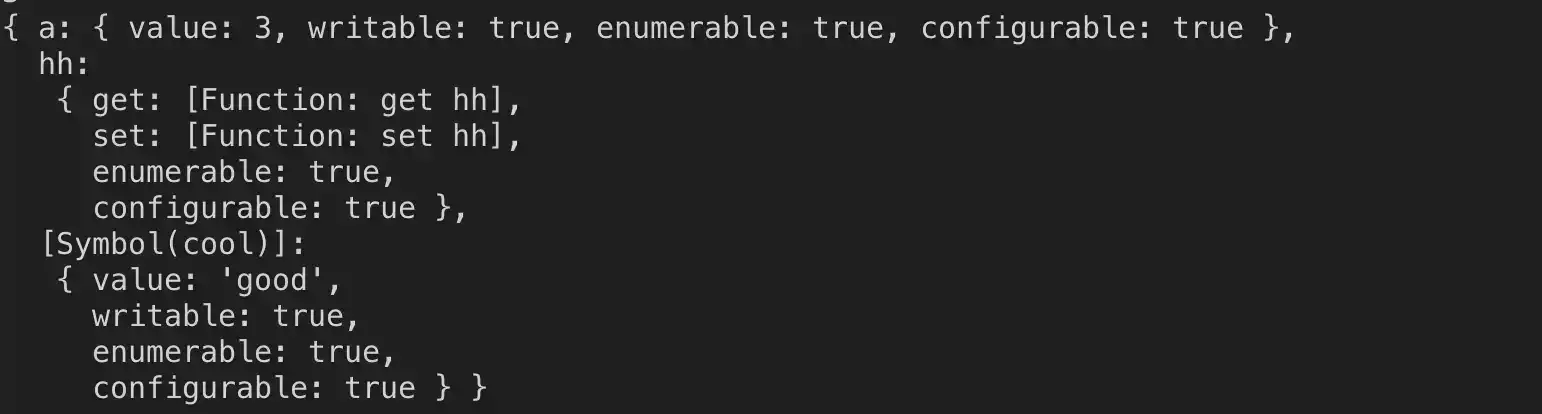 { a: { value: 3, writable: true, enumerable: true, configurable: true },
  hh:
   { get: [Function: get hh],
     set: [Function: set hh],
     enumerable: true,
     configurable: true },
  [Symbol(cool)]:
   { value: 'good',
     writable: true,
     enumerable: true,
     configurable: true } }